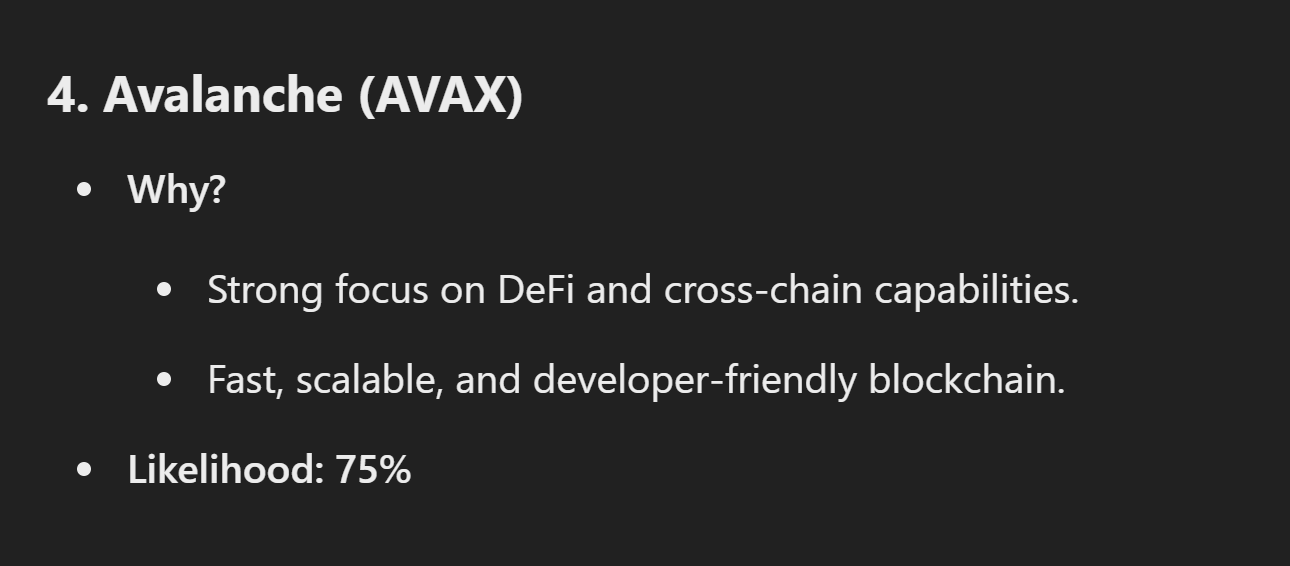 4. Avalanche (AVAX)
• Why?
• Strong focus on DeFi and cross-chain capabilities.
• Fast, scalable, and developer-friendly blockchain.
• Likelihood: 75%